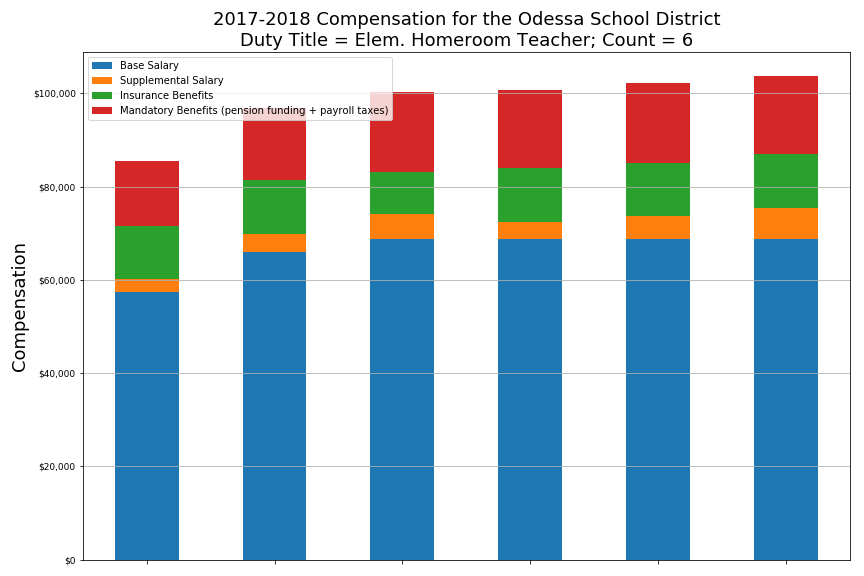 2017-2018 Compensation for the Odessa School District
Duty Title = Elem. Homeroom Teacher; Count = 6
Base Salary
Supplemental Salary
Insurance Benefits
Mandatory Benefits (pension funding + payroll taxes)
$100,000
$80,000
$60,000
$40,000
$20,000
$0
Compensation